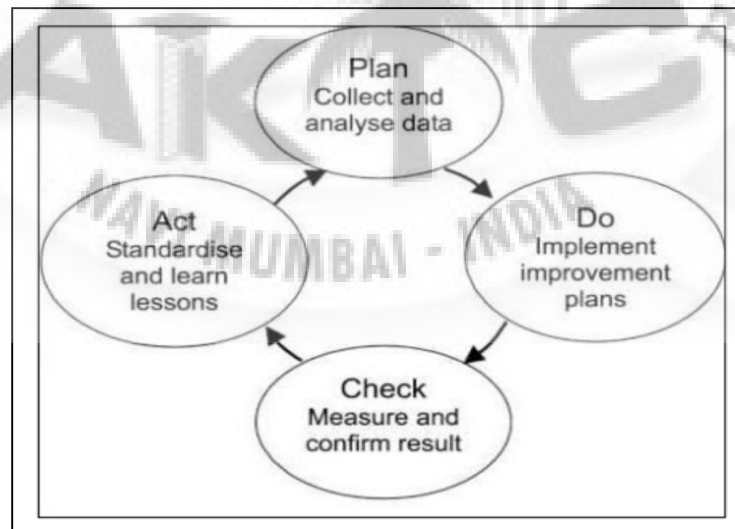 AKTC
Plan
Collect and
analyse data
Do
Implement
improvement
plans
Check
Measure and
confirm result
Act
Standardise
and learn
lessons
NAVI MUMBAI - INDIA